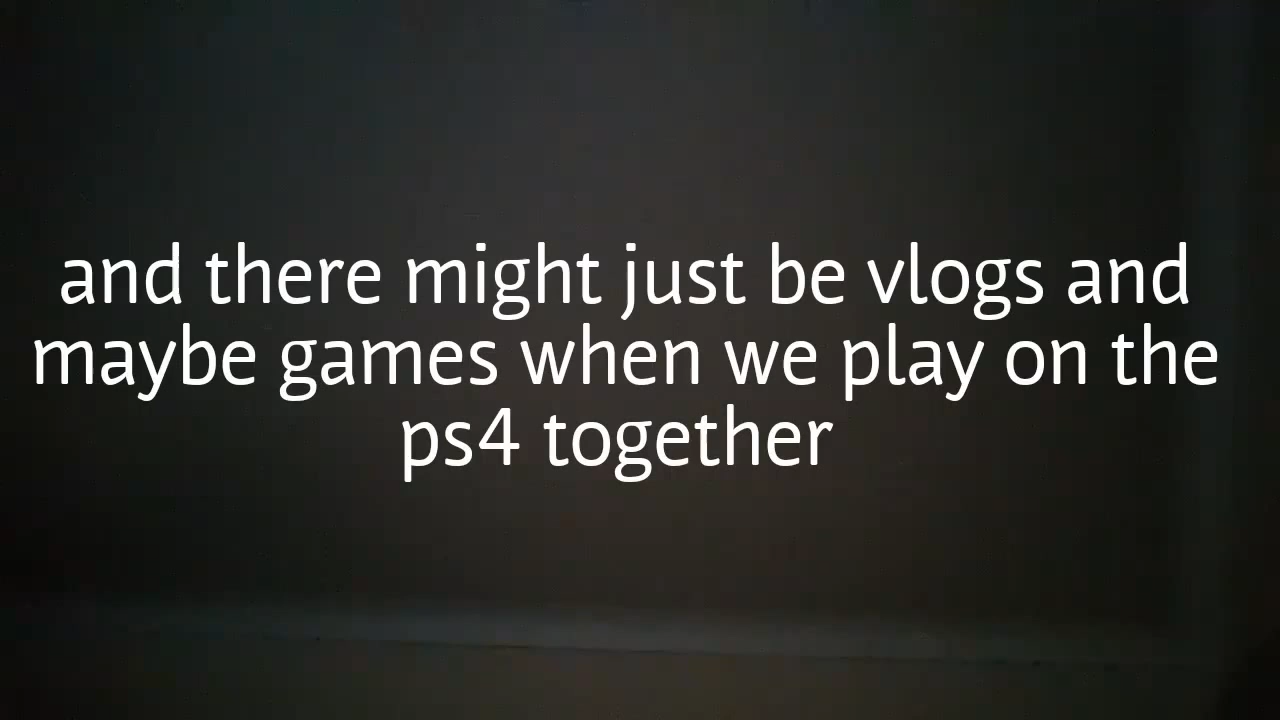 and there might just be vlogs and
maybe games when we play on the
ps4 together